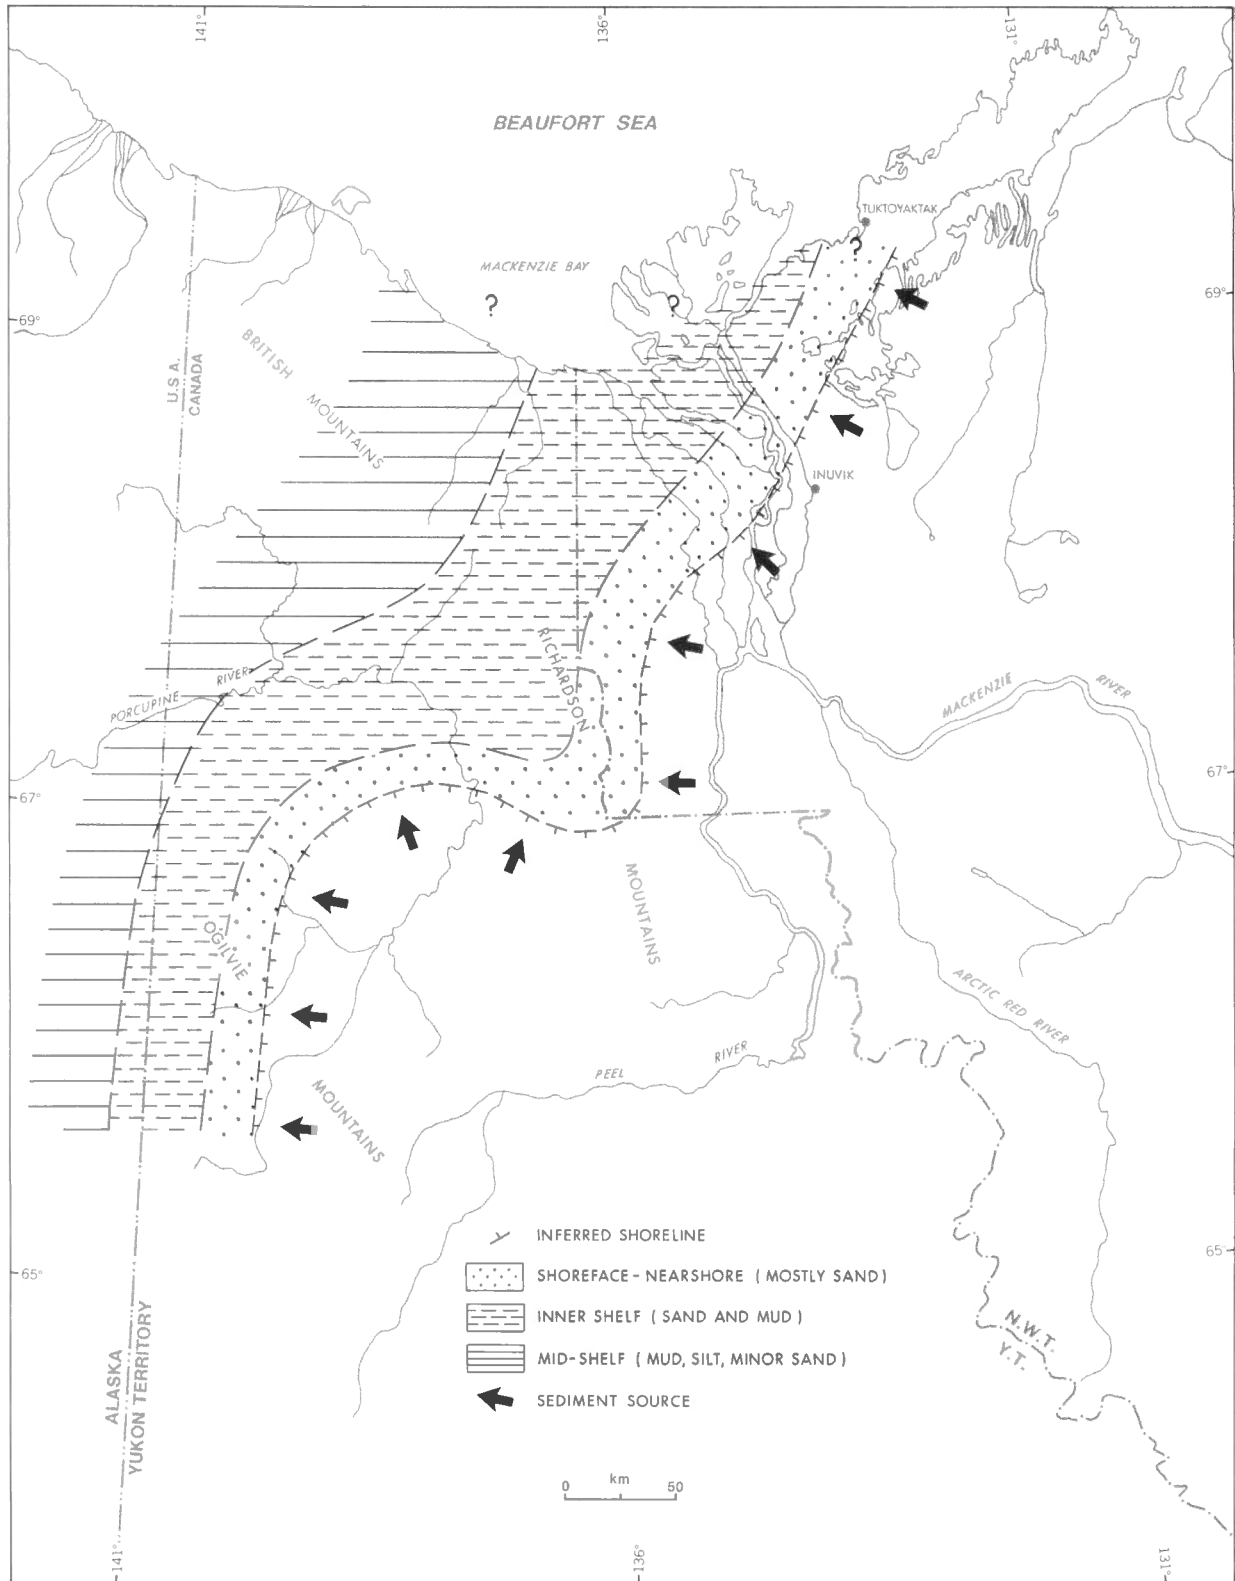 141°
136°
131°
BEAUFORT SEA
TUKTOYAKTAK
?
MACKENZIE BAY
?
?
69°
69°
BRITISH
MOUNTAINS
U.S.A.
CANADA
INUVIK
RICHARDSON
MOUNTAINS
PORCUPINE
RIVER
MACKENZIE
RIVER
67°
67°
OGILVIE
MOUNTAINS
ARCTIC RED RIVER
PEEL
RIVER
INFERRED SHORELINE
SHOREFACE - NEARSHORE ( MOSTLY SAND )
INNER SHELF ( SAND AND MUD )
MID-SHELF ( MUD, SILT, MINOR SAND )
SEDIMENT SOURCE
65°
65°
N.W.T.
Y.T.
ALASKA
YUKON TERRITORY
km
0
50
141°
136°
131°